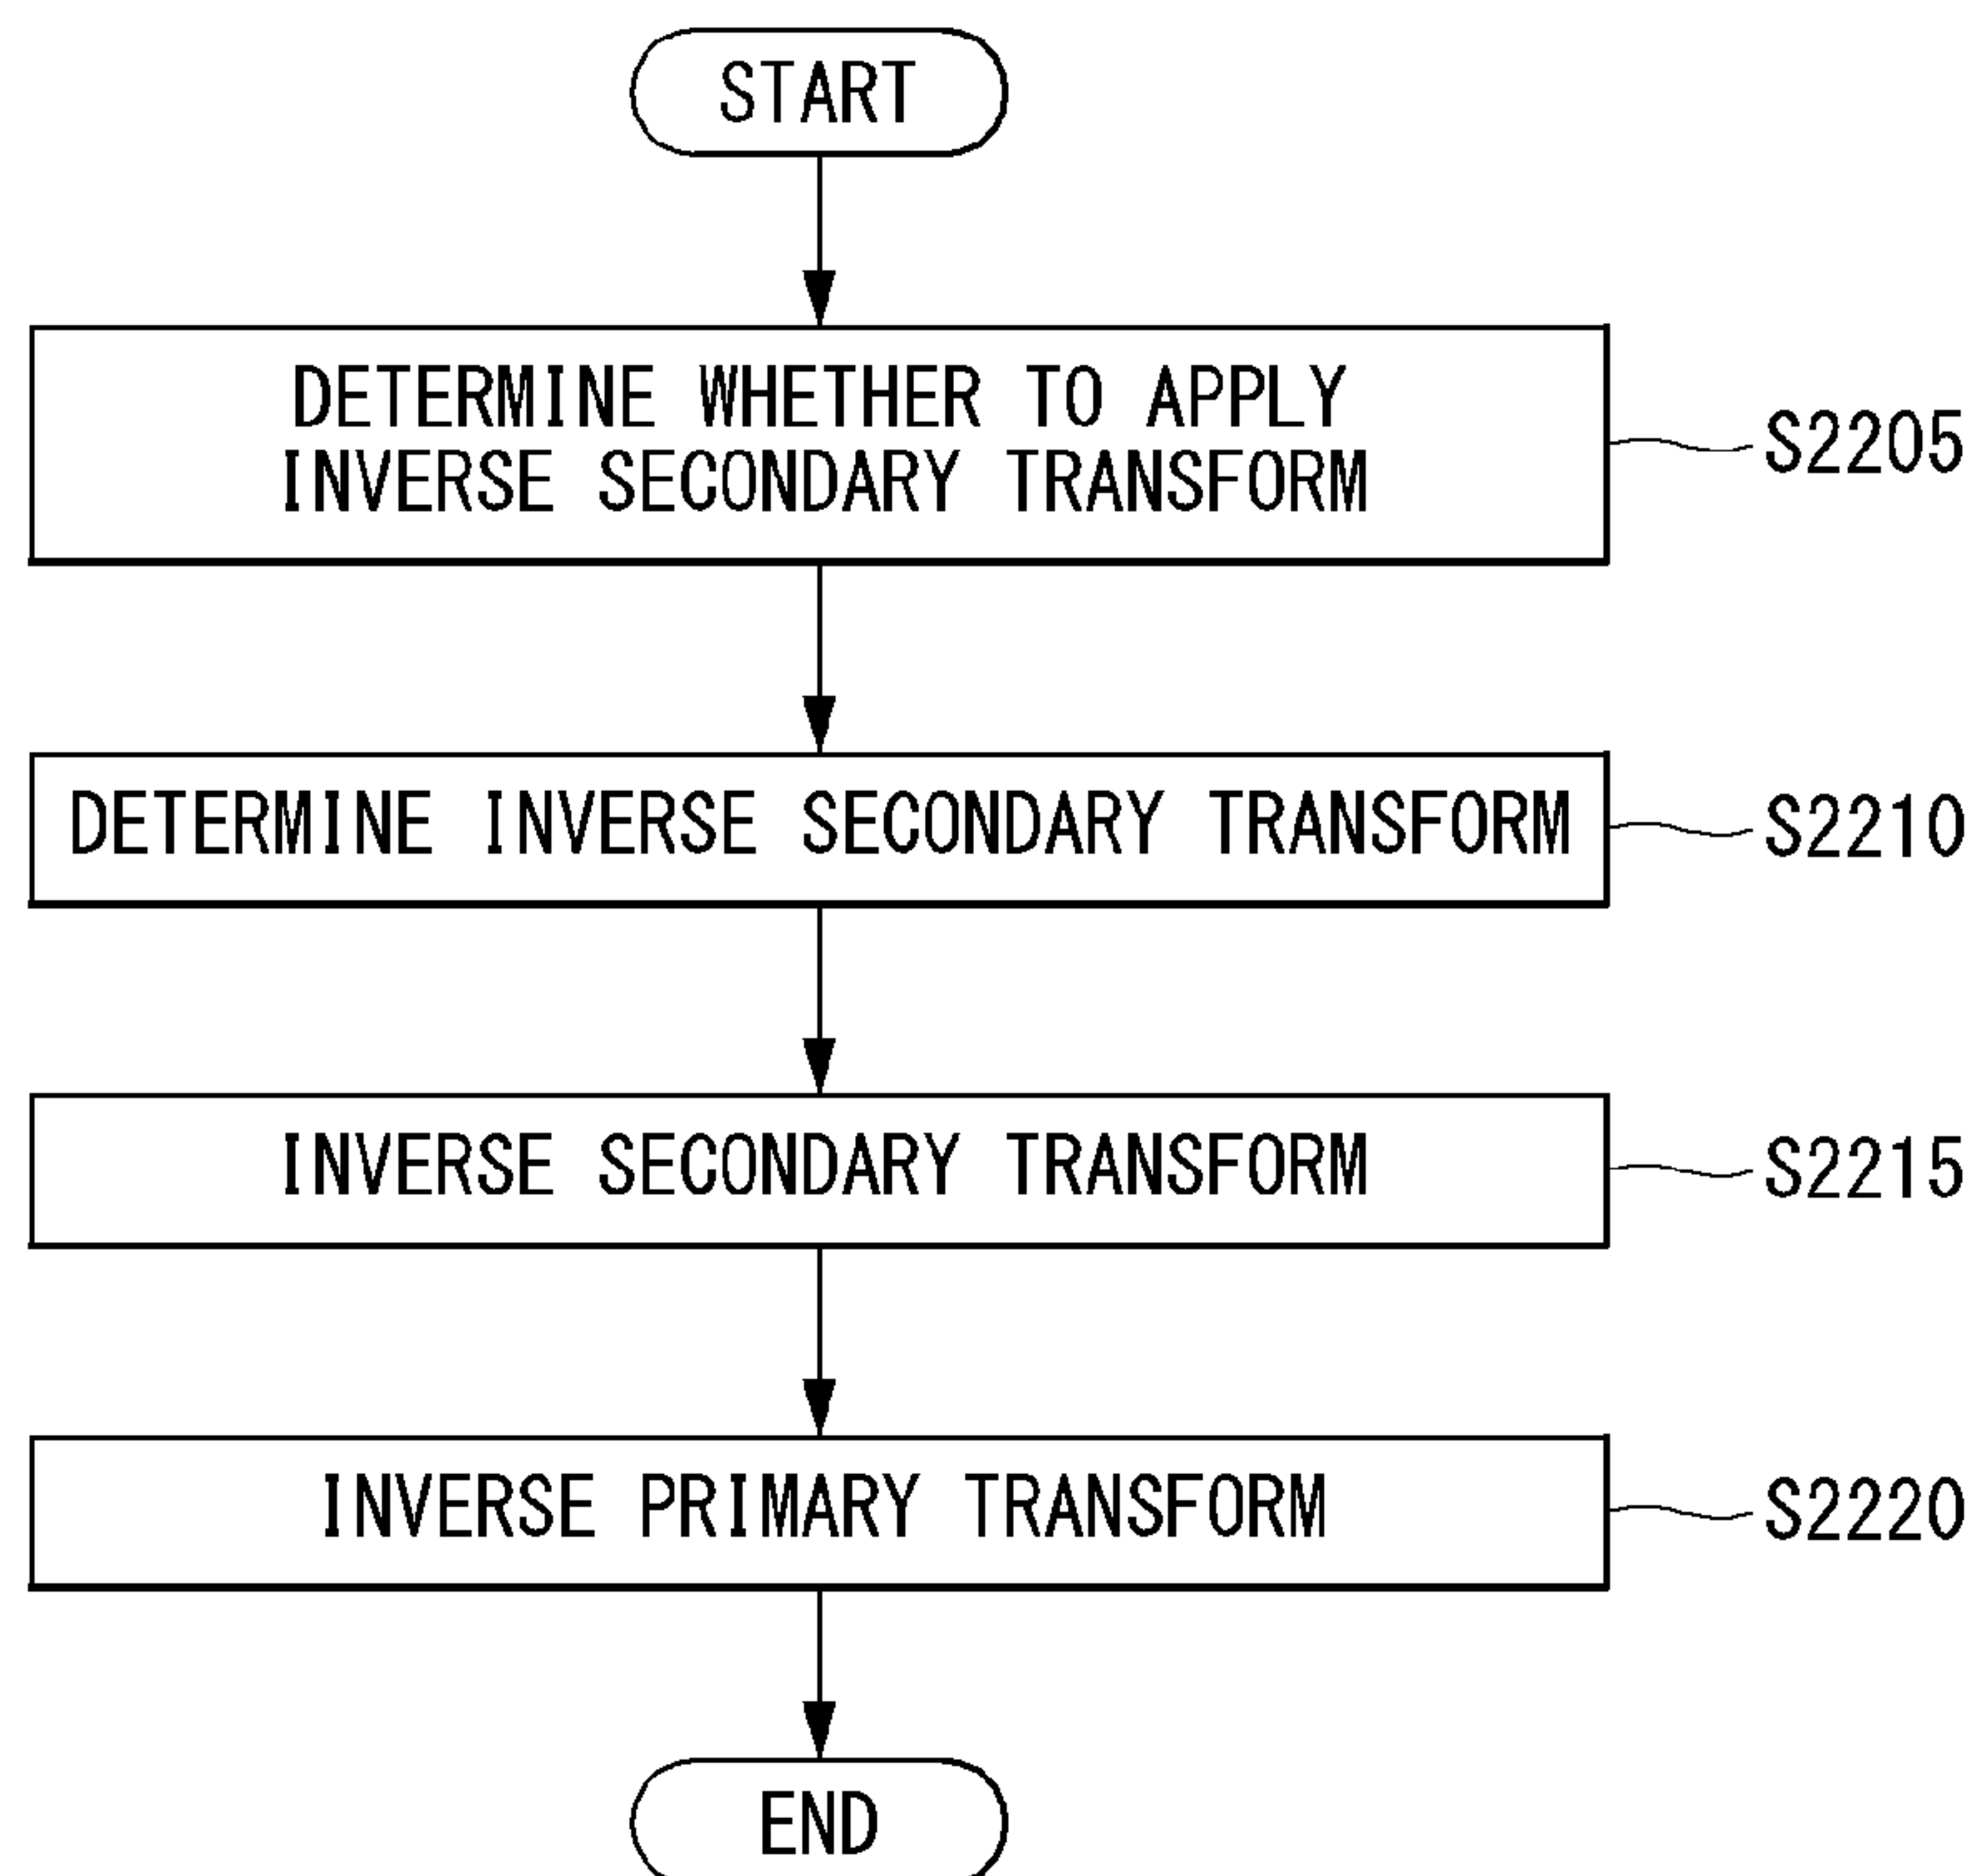 START
DETERMINE WHETHER TO APPLY
INVERSE SECONDARY TRANSFORM
S2205
DETERMINE INVERSE SECONDARY TRANSFORM
S2210
INVERSE SECONDARY TRANSFORM
S2215
INVERSE PRIMARY TRANSFORM
S2220
END